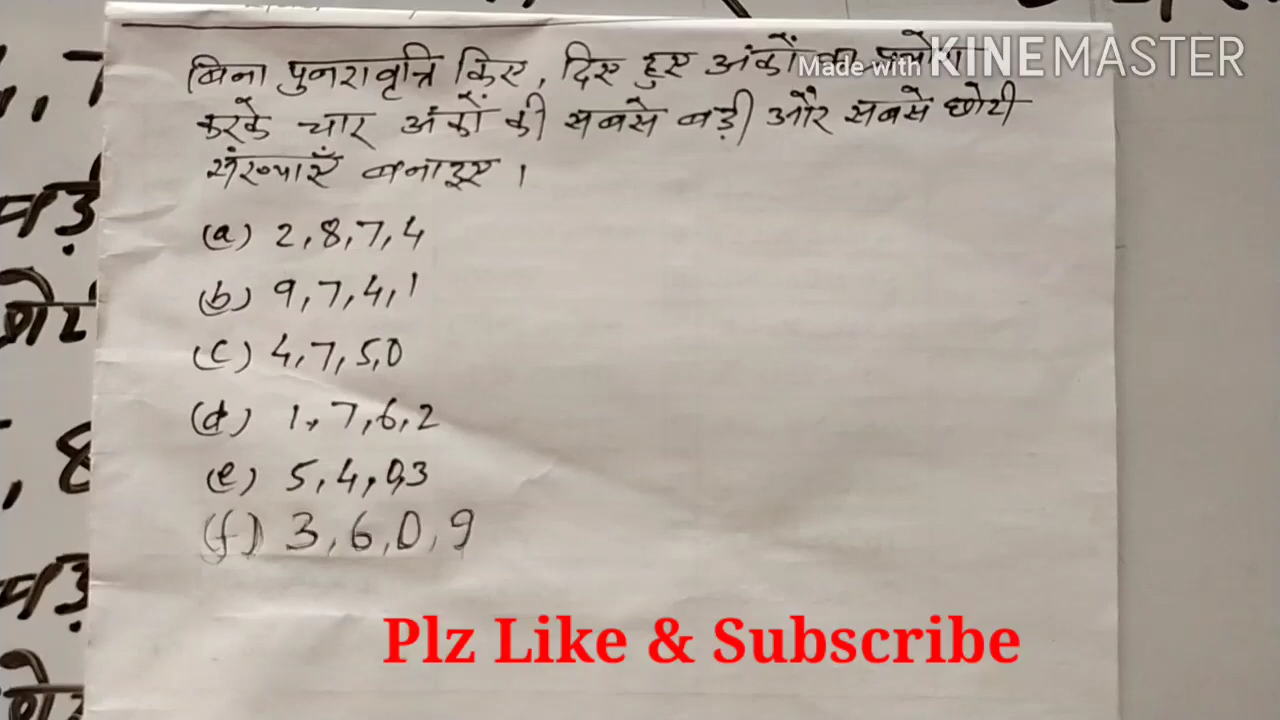 Made with KINEMASTER
बिना पुनरावृत्ति किए, दिए हुए अंकों का प्रयोग
करके चार अंकों की सबसे बड़ी और सबसे छोटी
संख्याएँ बनाइए ।
(a) 2,8,7,4
(b) 9,7,4,1
(c) 4,7,5,0
(d) 1,7,6,2
(e) 5,4,0,3
(f) 3,6,0,9
Plz Like & Subscribe